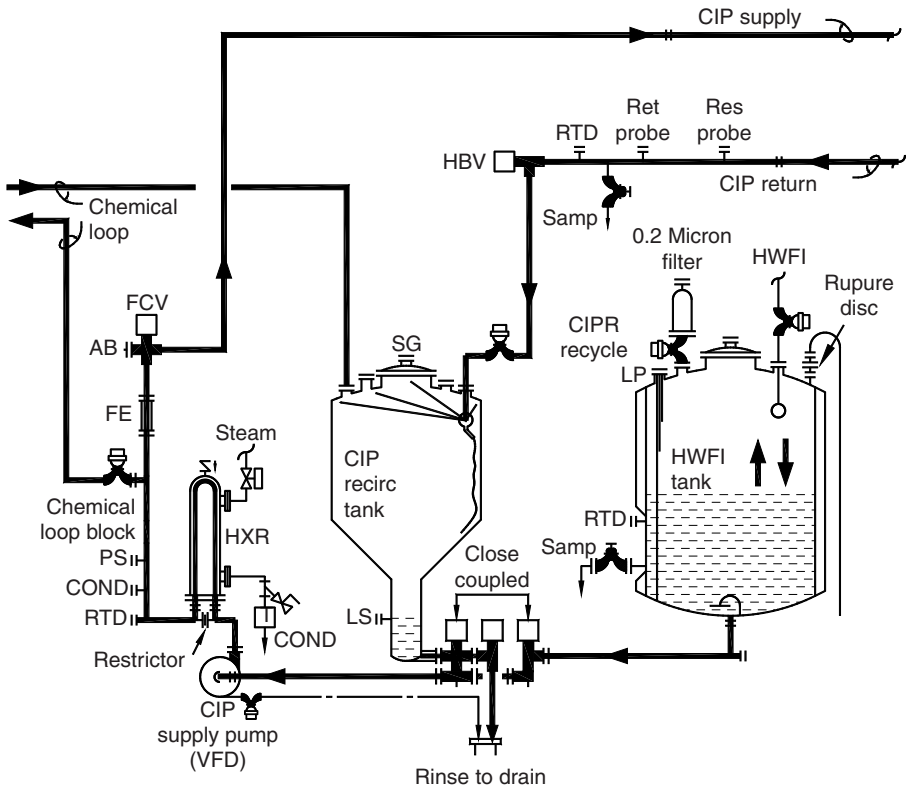 CIP supply
Ret
probe
Res
probe
RTD
HBV
CIP return
Chemical
loop
Samp
0.2 Micron
filter
HWFI
Rupure
disc
FCV
AB
SG
CIPR
recycle
LP
FE
Steam
CIP
recirc
tank
HWFI
tank
Chemical
loop block
HXR
RTD
PS
Samp
Close
coupled
COND
LS
RTD
COND
Restrictor
CIP
supply pump
(VFD)
Rinse to drain